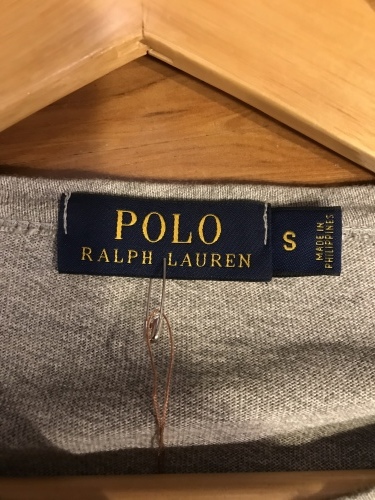 POLO
RALPH LAUREN
S
MADE IN
PHILIPPINES